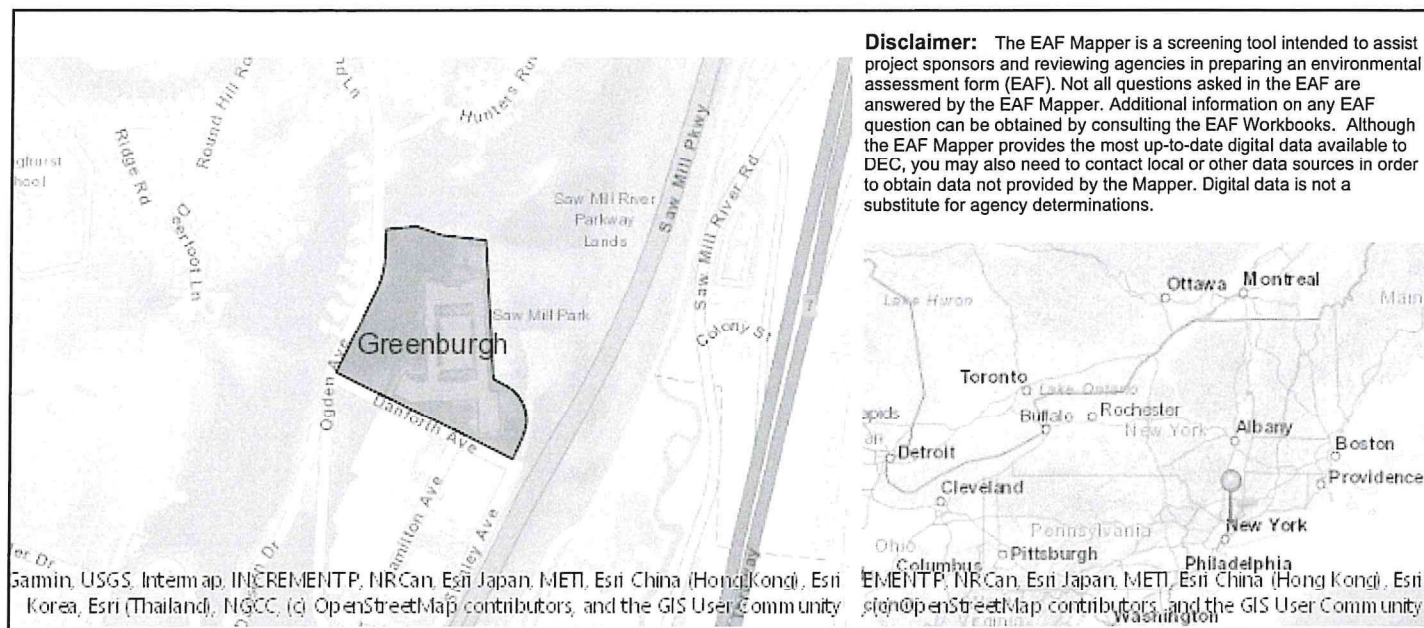 Disclaimer: The EAF Mapper is a screening tool intended to assist
project sponsors and reviewing agencies in preparing an environmental
assessment form (EAF). Not all questions asked in the EAF are
answered by the EAF Mapper. Additional information on any EAF
question can be obtained by consulting the EAF Workbooks. Although
the EAF Mapper provides the most up-to-date digital data available to
DEC, you may also need to contact local or other data sources in order
to obtain data not provided by the Mapper. Digital data is not a
substitute for agency determinations.
Round Hill Rd
Ridge Rd
Deerfoot Ln
Ln
Saw Mill Pkwy
Saw Mill River Rd
Saw Mill River
Parkway
Lands
Saw Mill Park
Colony St
Greenburgh
Ogden Ave
Danforth Ave
Stanley Ave
Garmin, USGS, Intermap, INCREMENT P, NRCan, Esri Japan, METI, Esri China (Hong Kong), Esri
Korea, Esri (Thailand), NGCC, (c) OpenStreetMap contributors, and the GIS User Community
Lake Huron
Ottawa
Montreal
Toronto
Lake Ontario
Buffalo
Rochester
New York
Albany
Boston
Detroit
Providence
Cleveland
Pennsylvania
New York
Ohio
Pittsburgh
Columbus
Philadelphia
EMENT P, NRCan, Esri Japan, METI, Esri China (Hong Kong), Esri
OpenStreetMap contributors, and the GIS User Community
Virginia
Washington